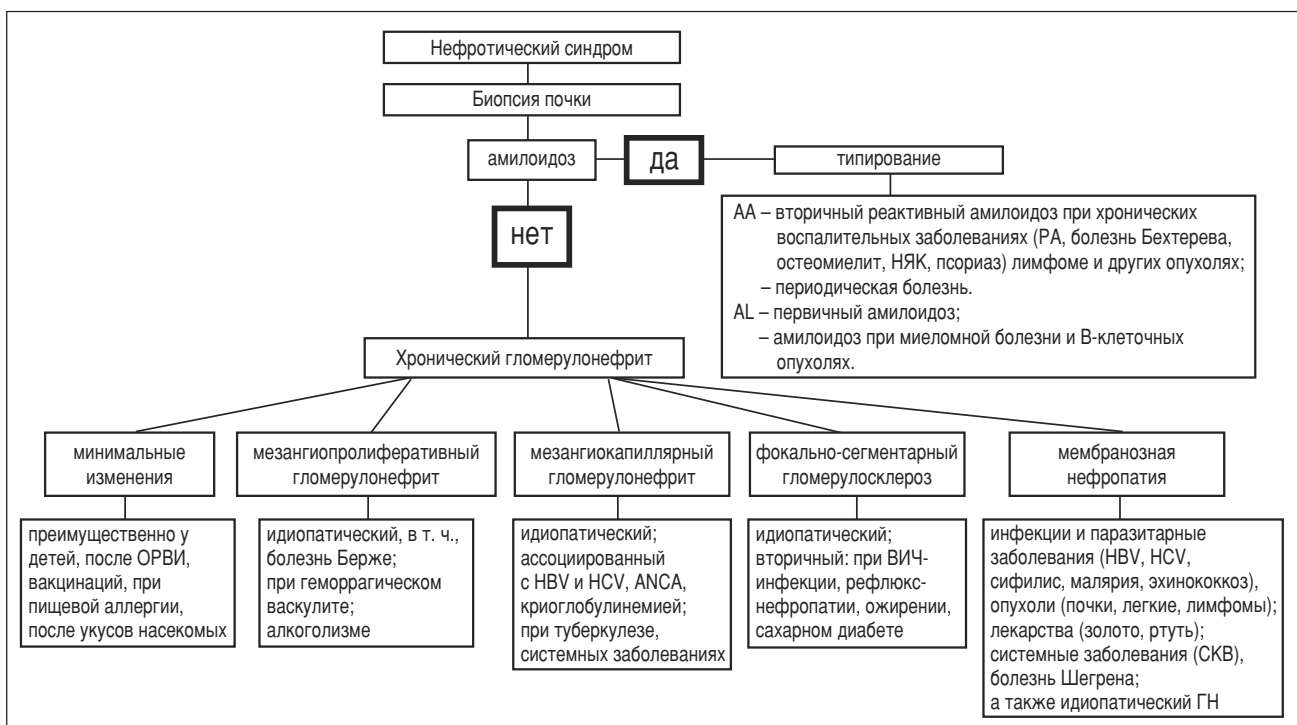 Нефротический синдром
Биопсия почки
амилоидоз
да
типирование
нет
АА – вторичный реактивный амилоидоз при хронических
воспалительных заболеваниях (РА, болезнь Бехтерева,
остеомиелит, НЯК, псориаз) лимфоме и других опухолях;
– периодическая болезнь.
AL – первичный амилоидоз;
– амилоидоз при миеломной болезни и В-клеточных
опухолях.
Хронический гломерулонефрит
минимальные
изменения
преимущественно у
детей, после ОРВИ,
вакцинаций, при
пищевой аллергии,
после укусов насекомых
мезангиопролиферативный
гломерулонефрит
идиопатический, в т. ч.,
болезнь Берже;
при геморрагическом
васкулите;
алкоголизме
мезангиокапиллярный
гломерулонефрит
идиопатический;
ассоциированный
с HBV и HCV, ANCA,
криоглобулинемией;
при туберкулезе,
системных заболеваниях
фокально-сегментарный
гломерулосклероз
идиопатический;
вторичный: при ВИЧ-
инфекции, рефлюкс-
нефропатии, ожирении,
сахарном диабете
мембранозная
нефропатия
инфекции и паразитарные
заболевания (HBV, HCV,
сифилис, малярия, эхинококкоз),
опухоли (почки, легкие, лимфомы);
лекарства (золото, ртуть);
системные заболевания (СКВ),
болезнь Шегрена;
а также идиопатический ГН